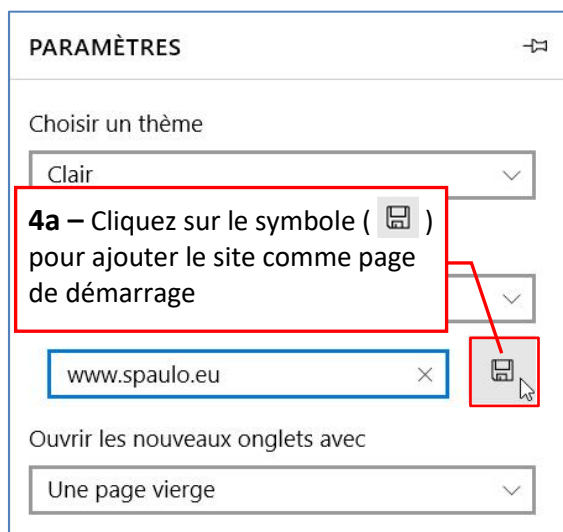 PARAMÈTRES
Choisir un thème
Clair
4a – Cliquez sur le symbole ( )
pour ajouter le site comme page
de démarrage
www.spaulo.eu
Ouvrir les nouveaux onglets avec
Une page vierge